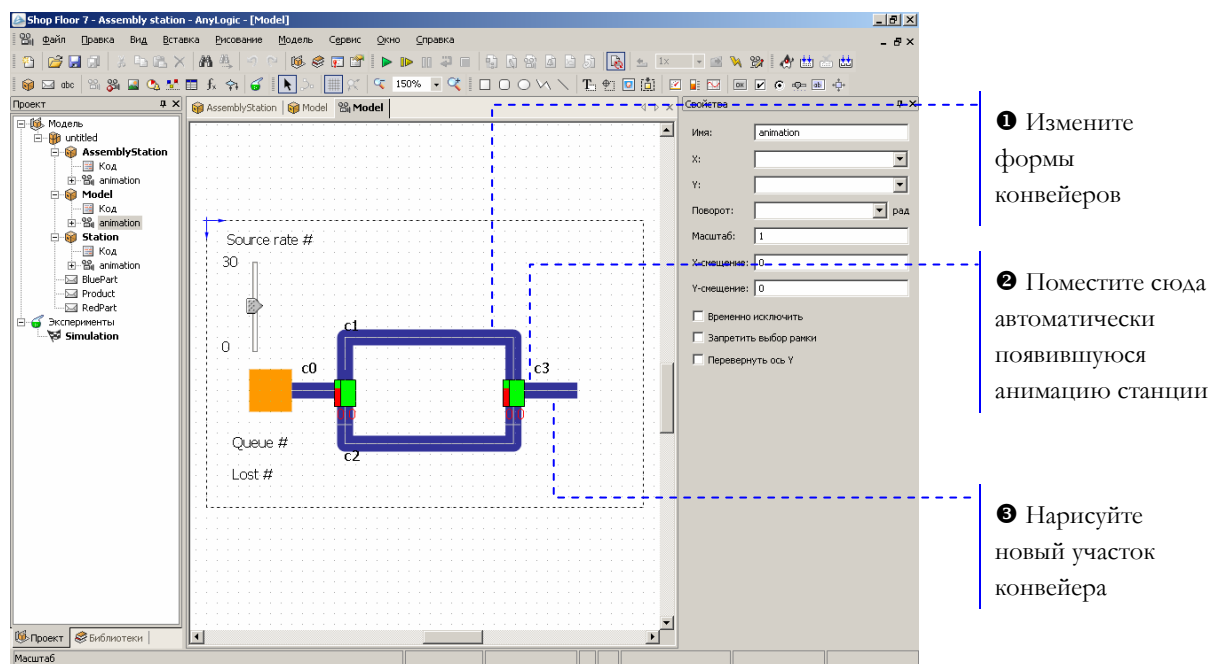 Shop Floor 7 - Assembly station - AnyLogic - [Model]
Файл Правка Вид Вставка Рисование Модель Сервис Окно Справка
1x
abc 150% OK ab
Проект
Модель
untitled
AssemblyStation
Код
animation
Model
Код
animation
Station
Код
animation
BluePart
Product
RedPart
Эксперименты
Simulation
Проект Библиотеки
Масштаб
AssemblyStation Model Model
Source rate #
30
0
c1
c0
c3
c2
Queue #
Lost #
Свойства
Имя: animation
X:
Y:
Поворот: рад
Масштаб: 1
X-смещение: 0
Y-смещение: 0
Временно исключить
Запретить выбор рамки
Перевернуть ось Y
❶ Измените
формы
конвейеров
❷ Поместите сюда
автоматически
появившуюся
анимацию станции
❸ Нарисуйте
новый участок
конвейера